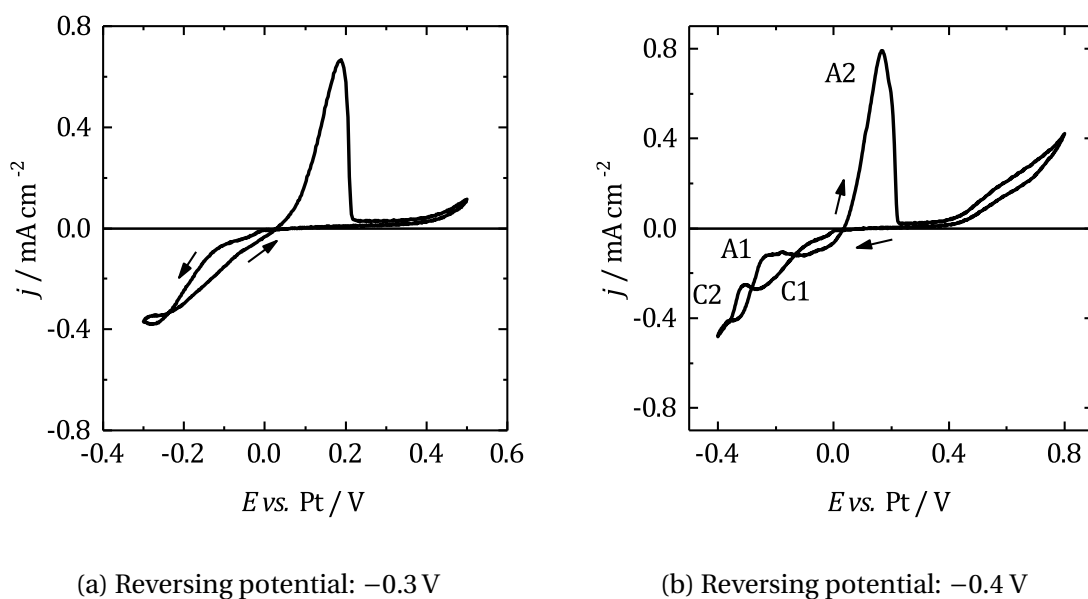 0.8
0.4
0.0
-0.4
-0.8
j / mA cm-2
-0.4 -0.2 0.0 0.2 0.4 0.6
E vs. Pt / V
(a) Reversing potential: −0.3 V
0.8
0.4
0.0
-0.4
-0.8
j / mA cm-2
A2
A1
C2
C1
-0.4 0.0 0.4 0.8
E vs. Pt / V
(b) Reversing potential: −0.4 V